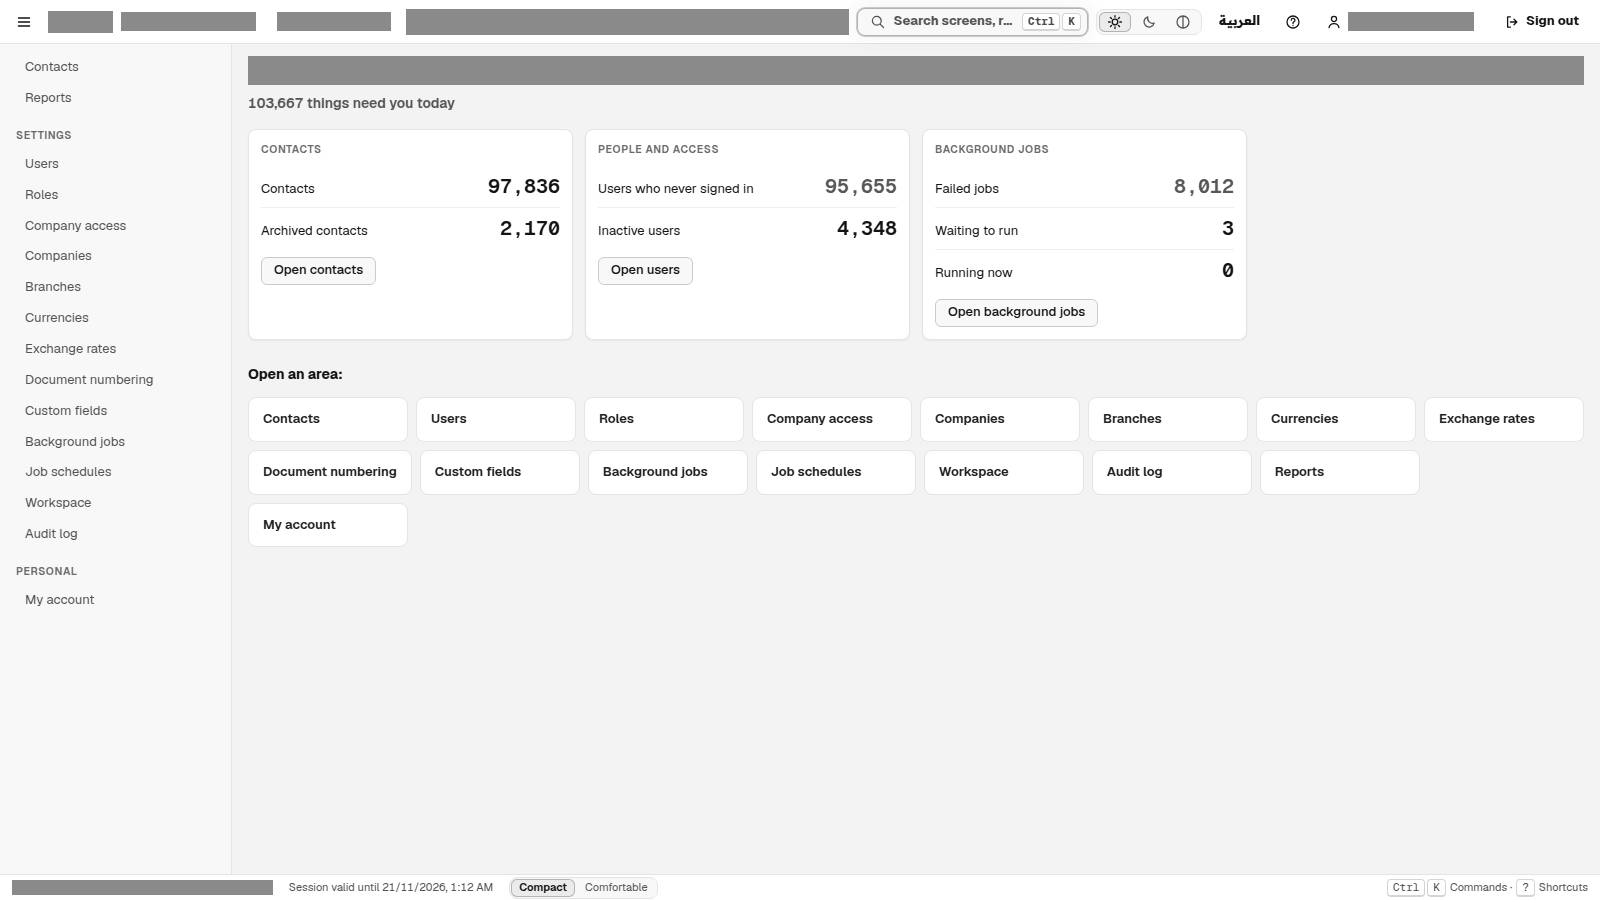 Search screens, r... Ctrl K العربية Sign out
Contacts
Reports
SETTINGS
Users
Roles
Company access
Companies
Branches
Currencies
Exchange rates
Document numbering
Custom fields
Background jobs
Job schedules
Workspace
Audit log
PERSONAL
My account
103,667 things need you today
CONTACTS
Contacts 97,836
Archived contacts 2,170
Open contacts
PEOPLE AND ACCESS
Users who never signed in 95,655
Inactive users 4,348
Open users
BACKGROUND JOBS
Failed jobs 8,012
Waiting to run 3
Running now 0
Open background jobs
Open an area:
Contacts Users Roles Company access Companies Branches Currencies Exchange rates
Document numbering Custom fields Background jobs Job schedules Workspace Audit log Reports
My account
Session valid until 21/11/2026, 1:12 AM Compact Comfortable Ctrl K Commands · ? Shortcuts